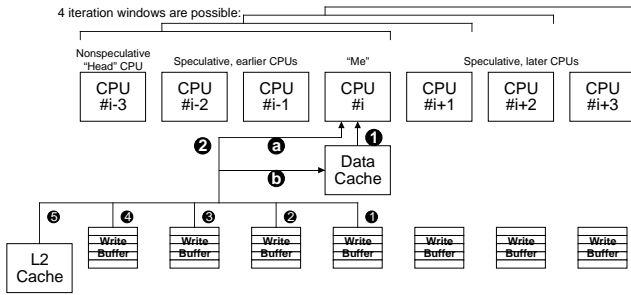 4 iteration windows are possible:
Nonspeculative
“Head” CPU
Speculative, earlier CPUs
“Me”
Speculative, later CPUs
CPU
#i-3
CPU
#i-2
CPU
#i-1
CPU
#i
CPU
#i+1
CPU
#i+2
CPU
#i+3
2
a
1
b
Data
Cache
5
4
3
2
1
L2
Cache
Write
Buffer
Write
Buffer
Write
Buffer
Write
Buffer
Write
Buffer
Write
Buffer
Write
Buffer